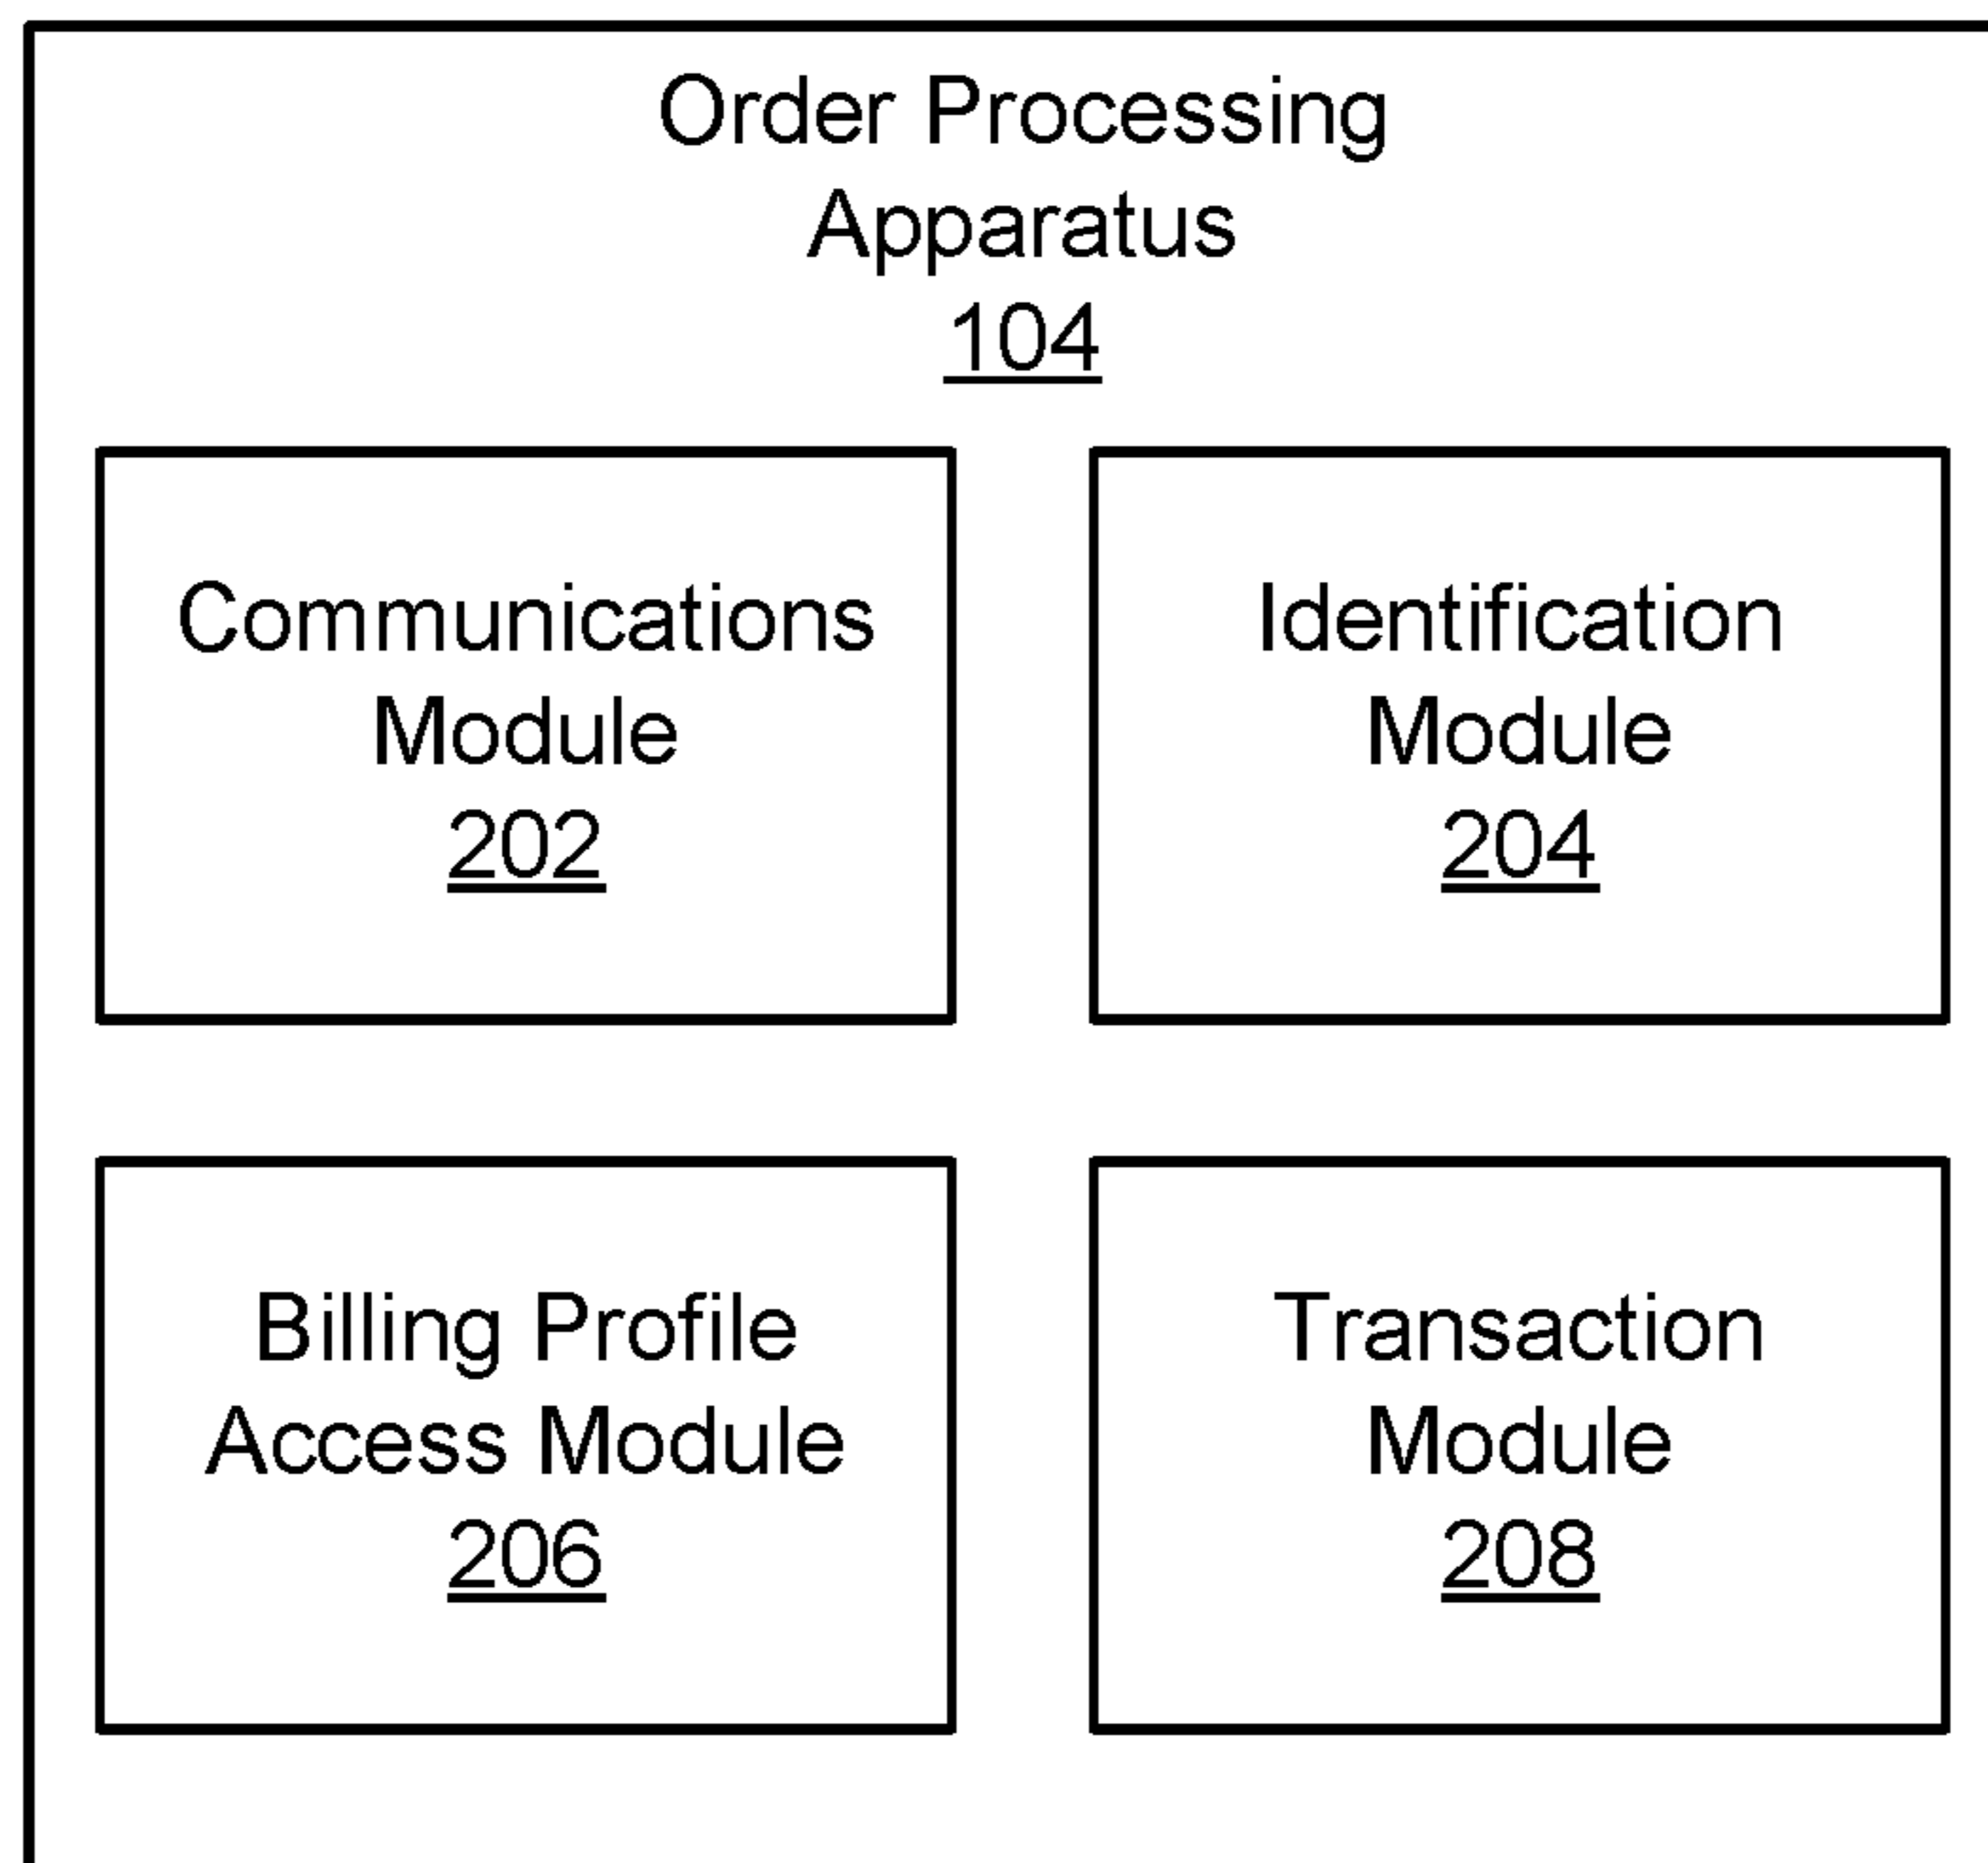 Order Processing
Apparatus
104
Communications
Module
202
Identification
Module
204
Billing Profile
Access Module
206
Transaction
Module
208